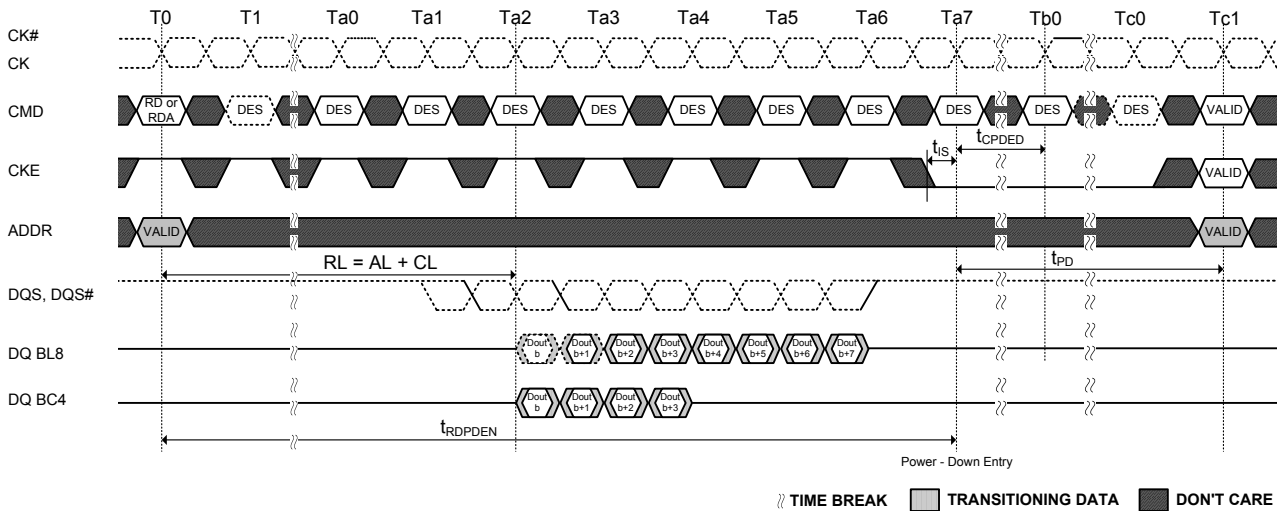 T0 T1 Ta0 Ta1 Ta2 Ta3 Ta4 Ta5 Ta6 Ta7 Tb0 Tc0 Tc1
CK#
CK
CMD RD or RDA DES DES DES DES DES DES DES DES DES DES VALID
tIS tCPDED
CKE VALID
ADDR VALID VALID
RL = AL + CL tPD
DQS, DQS#
DQ BL8 Dout b Dout b+1 Dout b+2 Dout b+3 Dout b+4 Dout b+5 Dout b+6 Dout b+7
DQ BC4 Dout b Dout b+1 Dout b+2 Dout b+3
tRDPDEN
Power - Down Entry
TIME BREAK TRANSITIONING DATA DON'T CARE